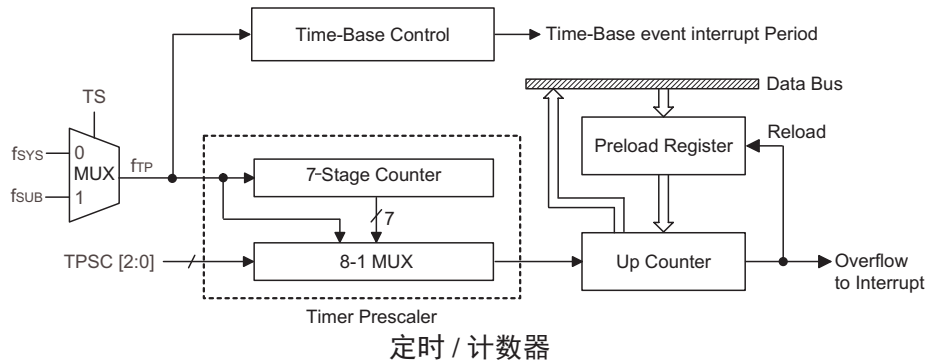 Time-Base Control
Time-Base event interrupt Period
Data Bus
TS
Preload Register
Reload
fSYS
0
MUX
fTP
fSUB
1
7-Stage Counter
7
TPSC [2:0]
8-1 MUX
Up Counter
Overflow
to Interrupt
Timer Prescaler
定时 / 计数器